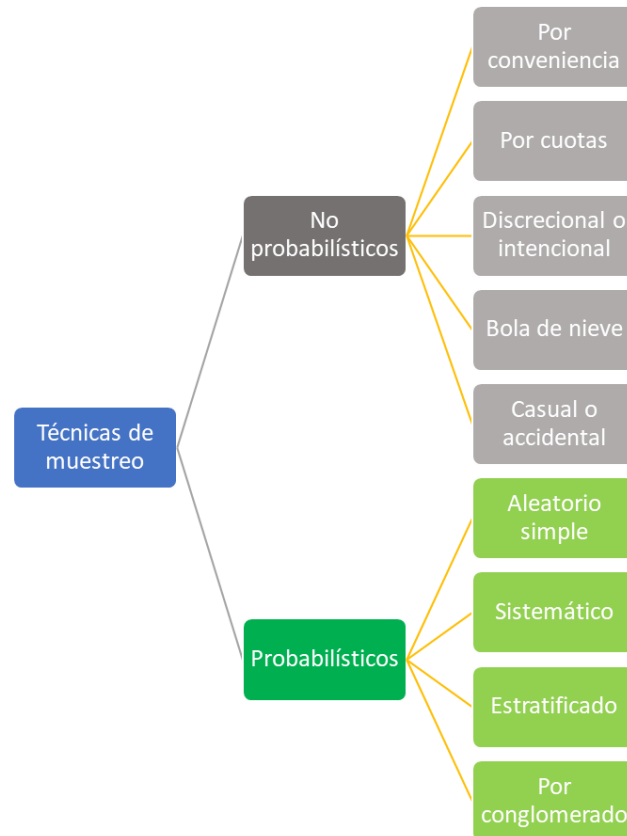 Por
conveniencia
Por cuotas
No
probabilísticos
Discrecional o
intencional
Bola de nieve
Casual o
accidental
Técnicas de
muestreo
Aleatorio
simple
Sistemático
Probabilísticos
Estratificado
Por
conglomerado